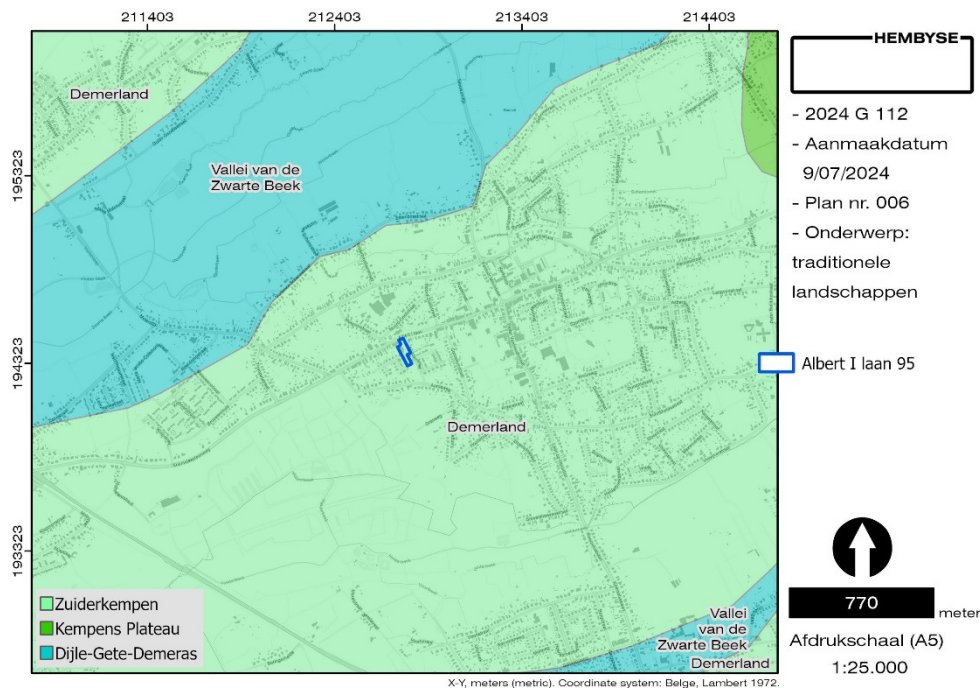 211403
212403
213403
214403
195323
194323
193323
Demerland
Vallei van de
Zwarte Beek
Demerland
Vallei
van de
Zwarte Beek
Demerland
Zuiderkempen
Kempens Plateau
Dijle-Gete-Demeras
X-Y, meters (metric). Coordinate system: Belge, Lambert 1972.
HEMBYSE
- 2024 G 112
- Aanmaakdatum
9/07/2024
- Plan nr. 006
- Onderwerp:
traditionele
landschappen
Albert I laan 95
770
meter
Afdrukschaal (A5)
1:25.000